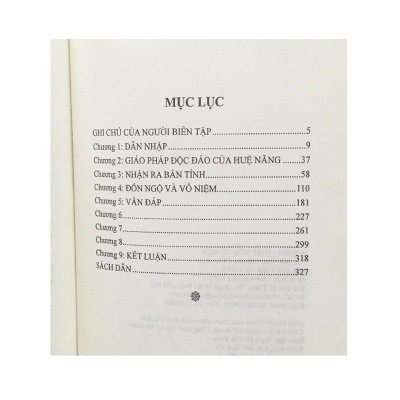 MỤC LỤC
GHI CHÚ CỦA NGƯỜI BIÊN TẬP 5
Chương 1: DẪN NHẬP 9
Chương 2: GIÁO PHÁP ĐỘC ĐÁO CỦA HUỆ NĂNG 37
Chương 3: NHẬN RA BẢN TÍNH 58
Chương 4: ĐỐN NGỘ VÀ VÔ NIỆM 110
Chương 5: VẤN ĐÁP 181
Chương 6 227
Chương 7 261
Chương 8 299
Chương 9: KẾT LUẬN 318
SÁCH DẪN 327